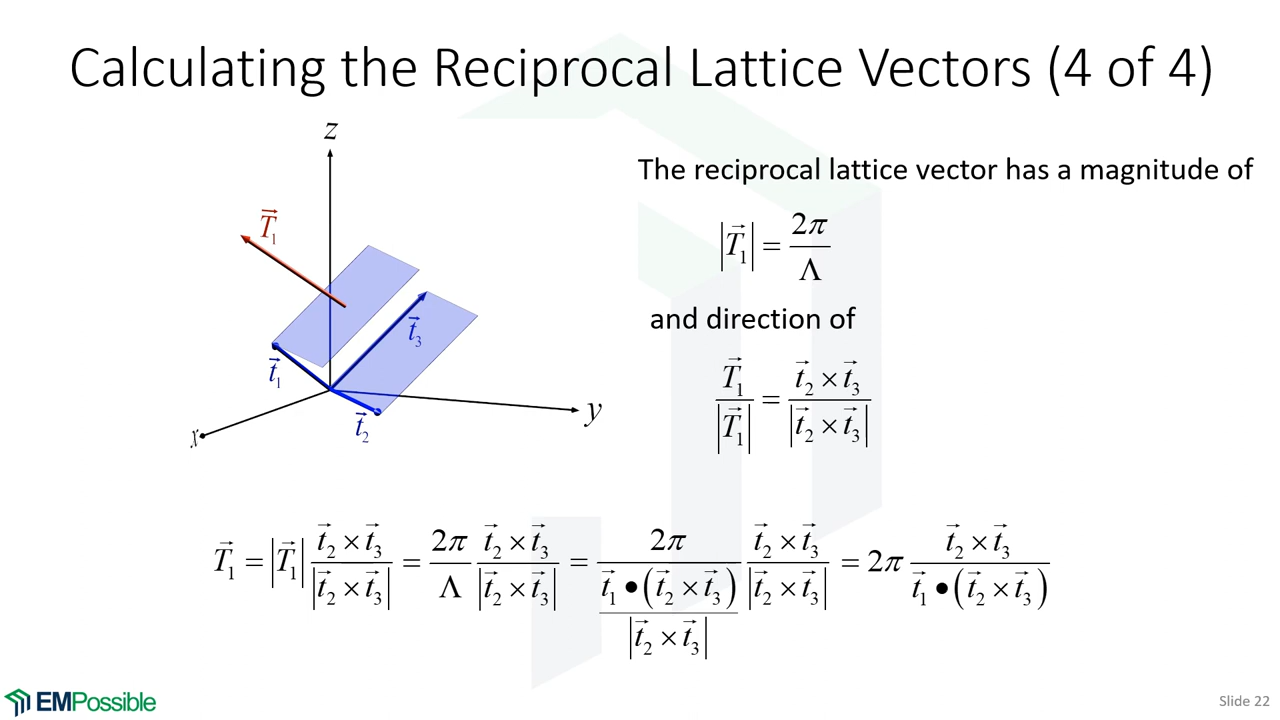 Calculating the Reciprocal Lattice Vectors (4 of 4)
z
The reciprocal lattice vector has a magnitude of
|T⃗₁| = 2π / Λ
T⃗₁
and direction of
t⃗₃
t⃗₁
T⃗₁ / |T⃗₁| = t⃗₂ × t⃗₃ / |t⃗₂ × t⃗₃|
y
t⃗₂
x
T⃗₁ = |T⃗₁| (t⃗₂ × t⃗₃) / |t⃗₂ × t⃗₃| = (2π / Λ) (t⃗₂ × t⃗₃) / |t⃗₂ × t⃗₃| = 2π / (t⃗₁ • (t⃗₂ × t⃗₃) / |t⃗₂ × t⃗₃|) (t⃗₂ × t⃗₃) / |t⃗₂ × t⃗₃| = 2π (t⃗₂ × t⃗₃) / (t⃗₁ • (t⃗₂ × t⃗₃))
EMPossible
Slide 22